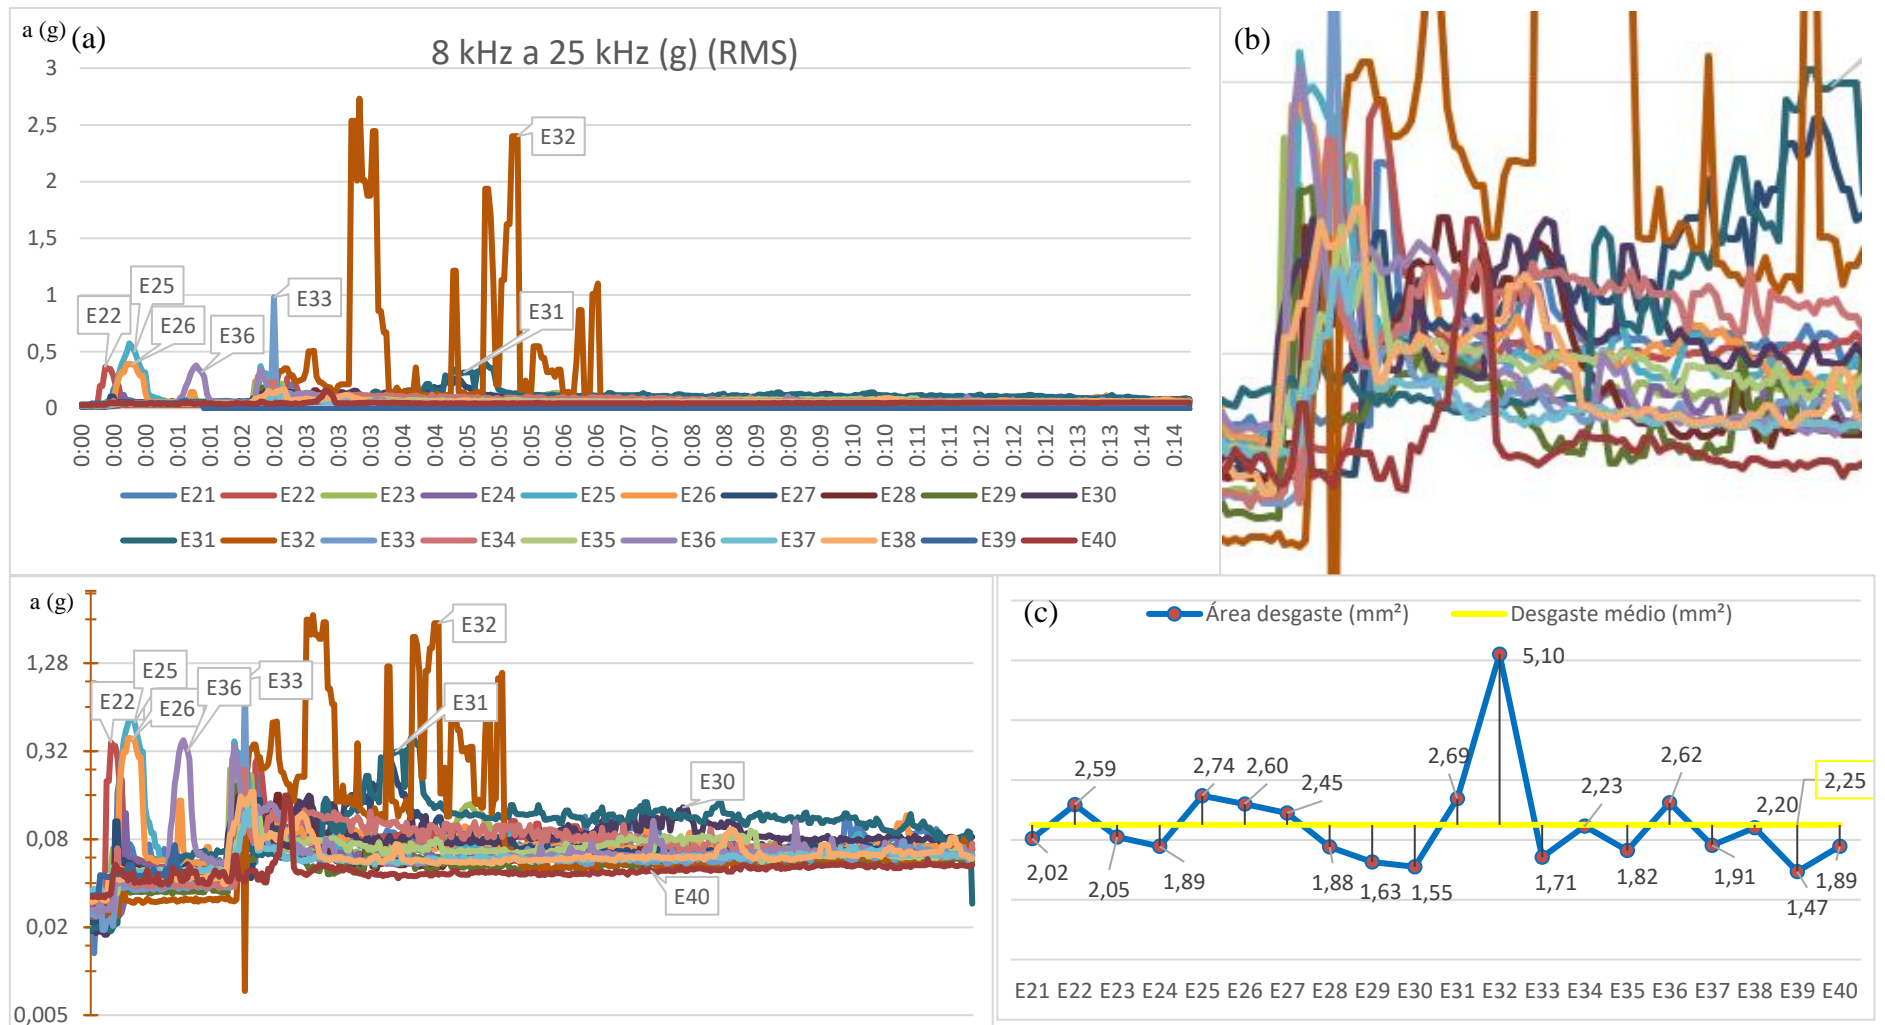 a (g) (a)
8 kHz a 25 kHz (g) (RMS)
3
2,5
2
1,5
1
0,5
0
E32
E25
E33
E22
E26
E31
E36
0:00 0:00 0:00 0:01 0:01 0:02 0:02 0:03 0:03 0:03 0:04 0:04 0:05 0:05 0:05 0:06 0:06 0:07 0:07 0:08 0:08 0:09 0:09 0:10 0:10 0:11 0:11 0:11 0:12 0:12 0:13 0:13 0:14 0:14 0:14
E21 E22 E23 E24 E25 E26 E27 E28 E29 E30
E31 E32 E33 E34 E35 E36 E37 E38 E39 E40
(b)
a (g)
1,28
0,32
0,08
0,02
0,005
E32
E25
E36
E33
E22
E26
E31
E30
E40
(c)
Área desgaste (mm²) Desgaste médio (mm²)
5,10
2,59
2,74
2,60
2,45
2,69
2,23
2,62
2,20
2,25
2,02
2,05
1,89
1,88
1,63
1,55
1,71
1,82
1,91
1,47
1,89
E21 E22 E23 E24 E25 E26 E27 E28 E29 E30 E31 E32 E33 E34 E35 E36 E37 E38 E39 E40